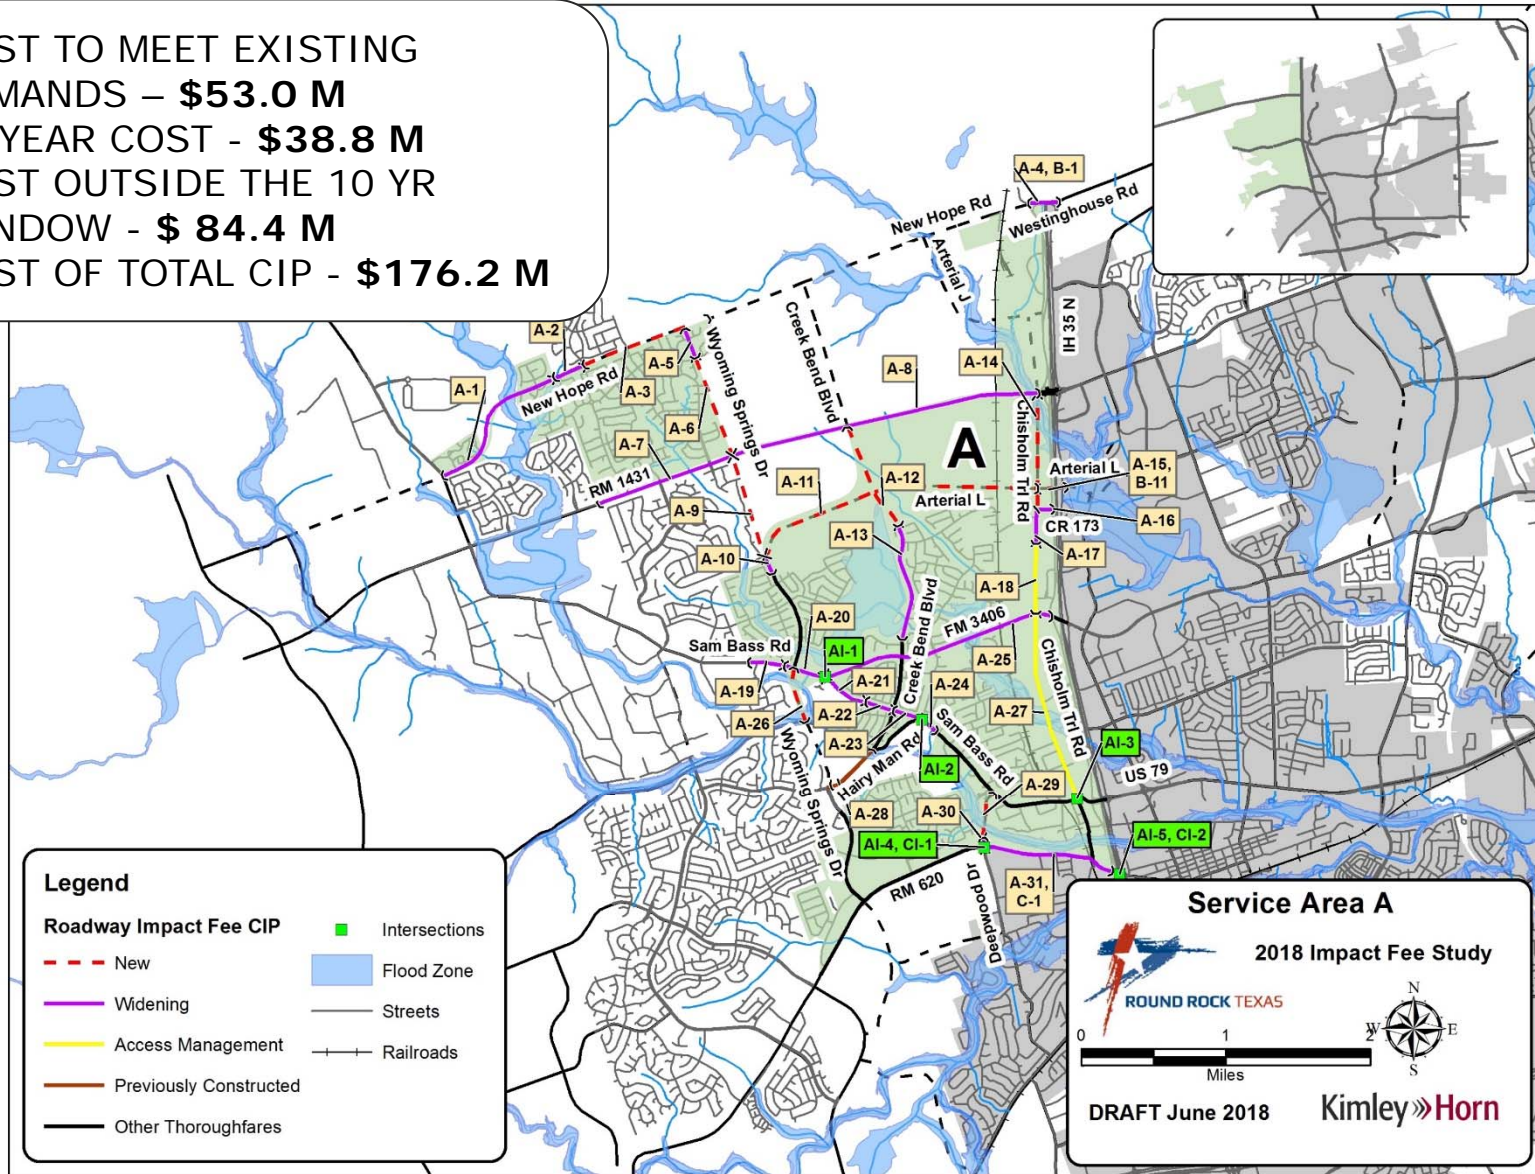 ST TO MEET EXISTING
MANDS – $53.0 M
YEAR COST - $38.8 M
ST OUTSIDE THE 10 YR
NDOW - $ 84.4 M
ST OF TOTAL CIP - $176.2 M
A-4, B-1
New Hope Rd
Westinghouse Rd
Arterial J
IH 35 N
A-2
A-5
A-1
New Hope Rd
A-3
Wyoming Springs Dr
Creek Bend Blvd
A-8
A-14
A-6
A-7
RM 1431
A
Chisholm Trl Rd
A-11
A-12
Arterial L
Arterial L
A-15,
B-11
A-9
A-16
CR 173
A-13
A-10
A-17
A-18
A-20
Creek Bend Blvd
FM 3406
Sam Bass Rd
AI-1
A-25
Chisholm Trl Rd
A-19
A-21
A-24
A-26
A-22
A-27
A-23
Sam Bass Rd
Wyoming Springs Dr
Hairy Man Rd
AI-2
AI-3
US 79
A-28
A-30
A-29
AI-4, CI-1
AI-5, CI-2
RM 620
Deepwood Dr
A-31,
C-1
Legend
Roadway Impact Fee CIP
New
Widening
Access Management
Previously Constructed
Other Thoroughfares
Intersections
Flood Zone
Streets
Railroads
Service Area A
2018 Impact Fee Study
ROUND ROCK TEXAS
N
W E
S
0 1 2
Miles
DRAFT June 2018
Kimley»Horn